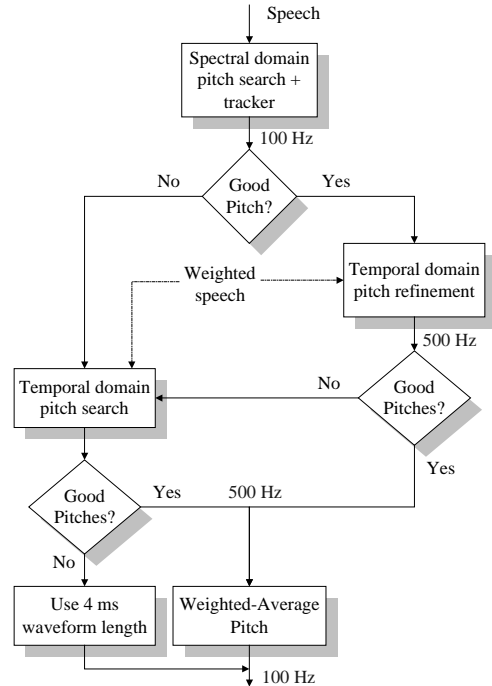 Speech
Spectral domain
pitch search +
tracker
100 Hz
No
Good
Pitch?
Yes
Weighted
speech
Temporal domain
pitch refinement
500 Hz
Temporal domain
pitch search
No
Good
Pitches?
Yes
Good
Pitches?
Yes
500 Hz
No
Use 4 ms
waveform length
Weighted-Average
Pitch
100 Hz